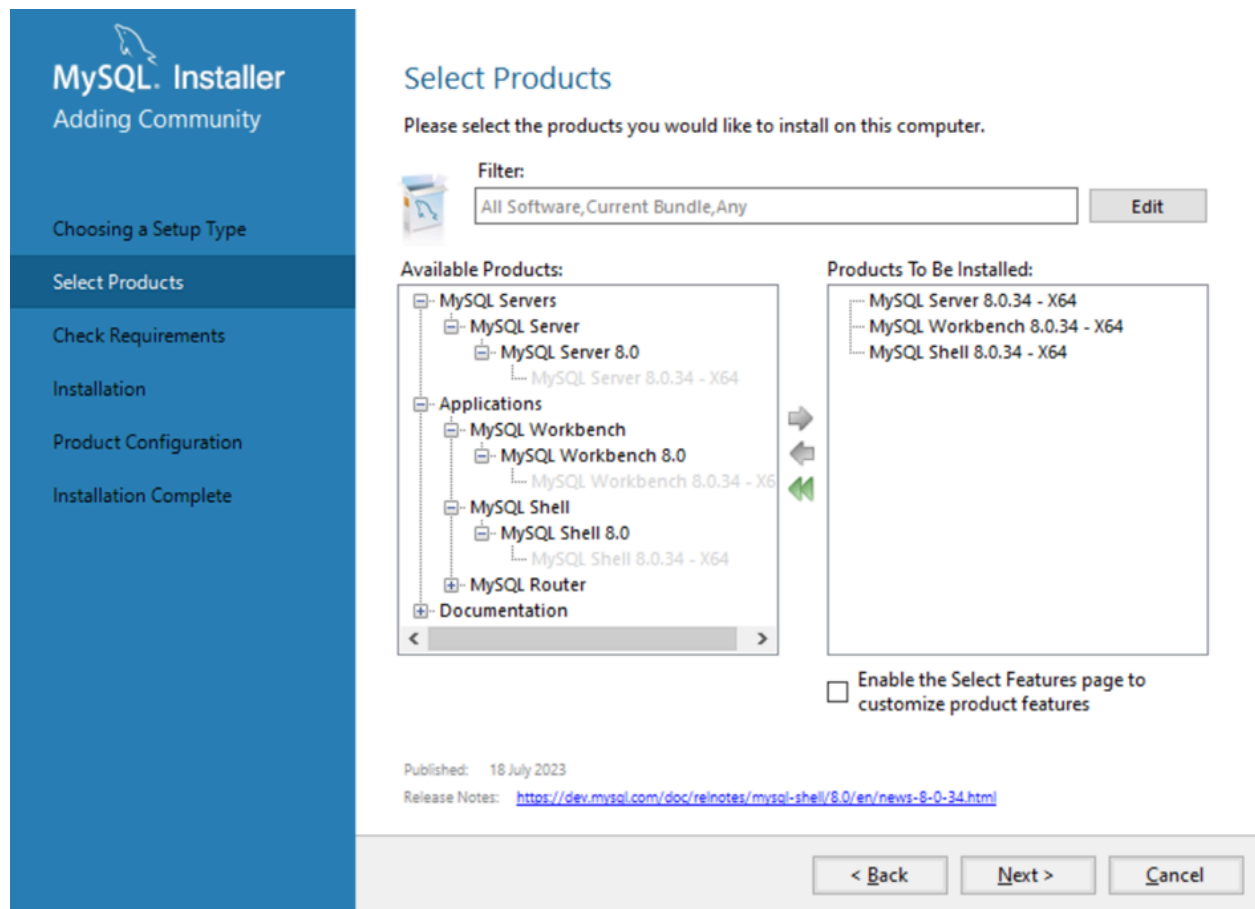 MySQL. Installer
Adding Community
Choosing a Setup Type
Select Products
Check Requirements
Installation
Product Configuration
Installation Complete
Select Products
Please select the products you would like to install on this computer.
Filter:
All Software,Current Bundle,Any
Edit
Available Products:
MySQL Servers
MySQL Server
MySQL Server 8.0
MySQL Server 8.0.34 - X64
Applications
MySQL Workbench
MySQL Workbench 8.0
MySQL Workbench 8.0.34 - X6
MySQL Shell
MySQL Shell 8.0
MySQL Shell 8.0.34 - X64
MySQL Router
Documentation
Products To Be Installed:
MySQL Server 8.0.34 - X64
MySQL Workbench 8.0.34 - X64
MySQL Shell 8.0.34 - X64
Enable the Select Features page to
customize product features
Published: 18 July 2023
Release Notes: https://dev.mysql.com/doc/relnotes/mysql-shell/8.0/en/news-8-0-34.html
< Back
Next >
Cancel